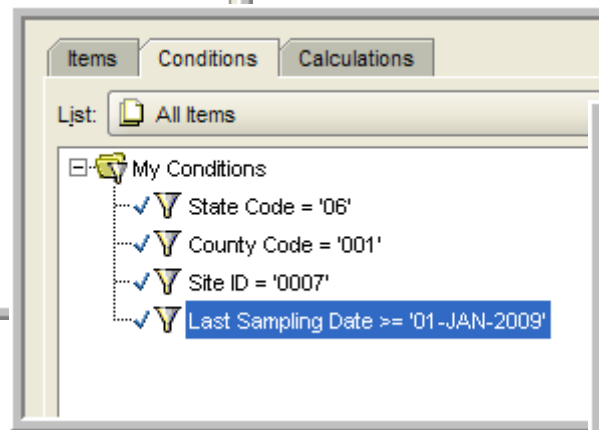 Items Conditions Calculations
List: All Items
My Conditions
State Code = '06'
County Code = '001'
Site ID = '0007'
Last Sampling Date >= '01-JAN-2009'